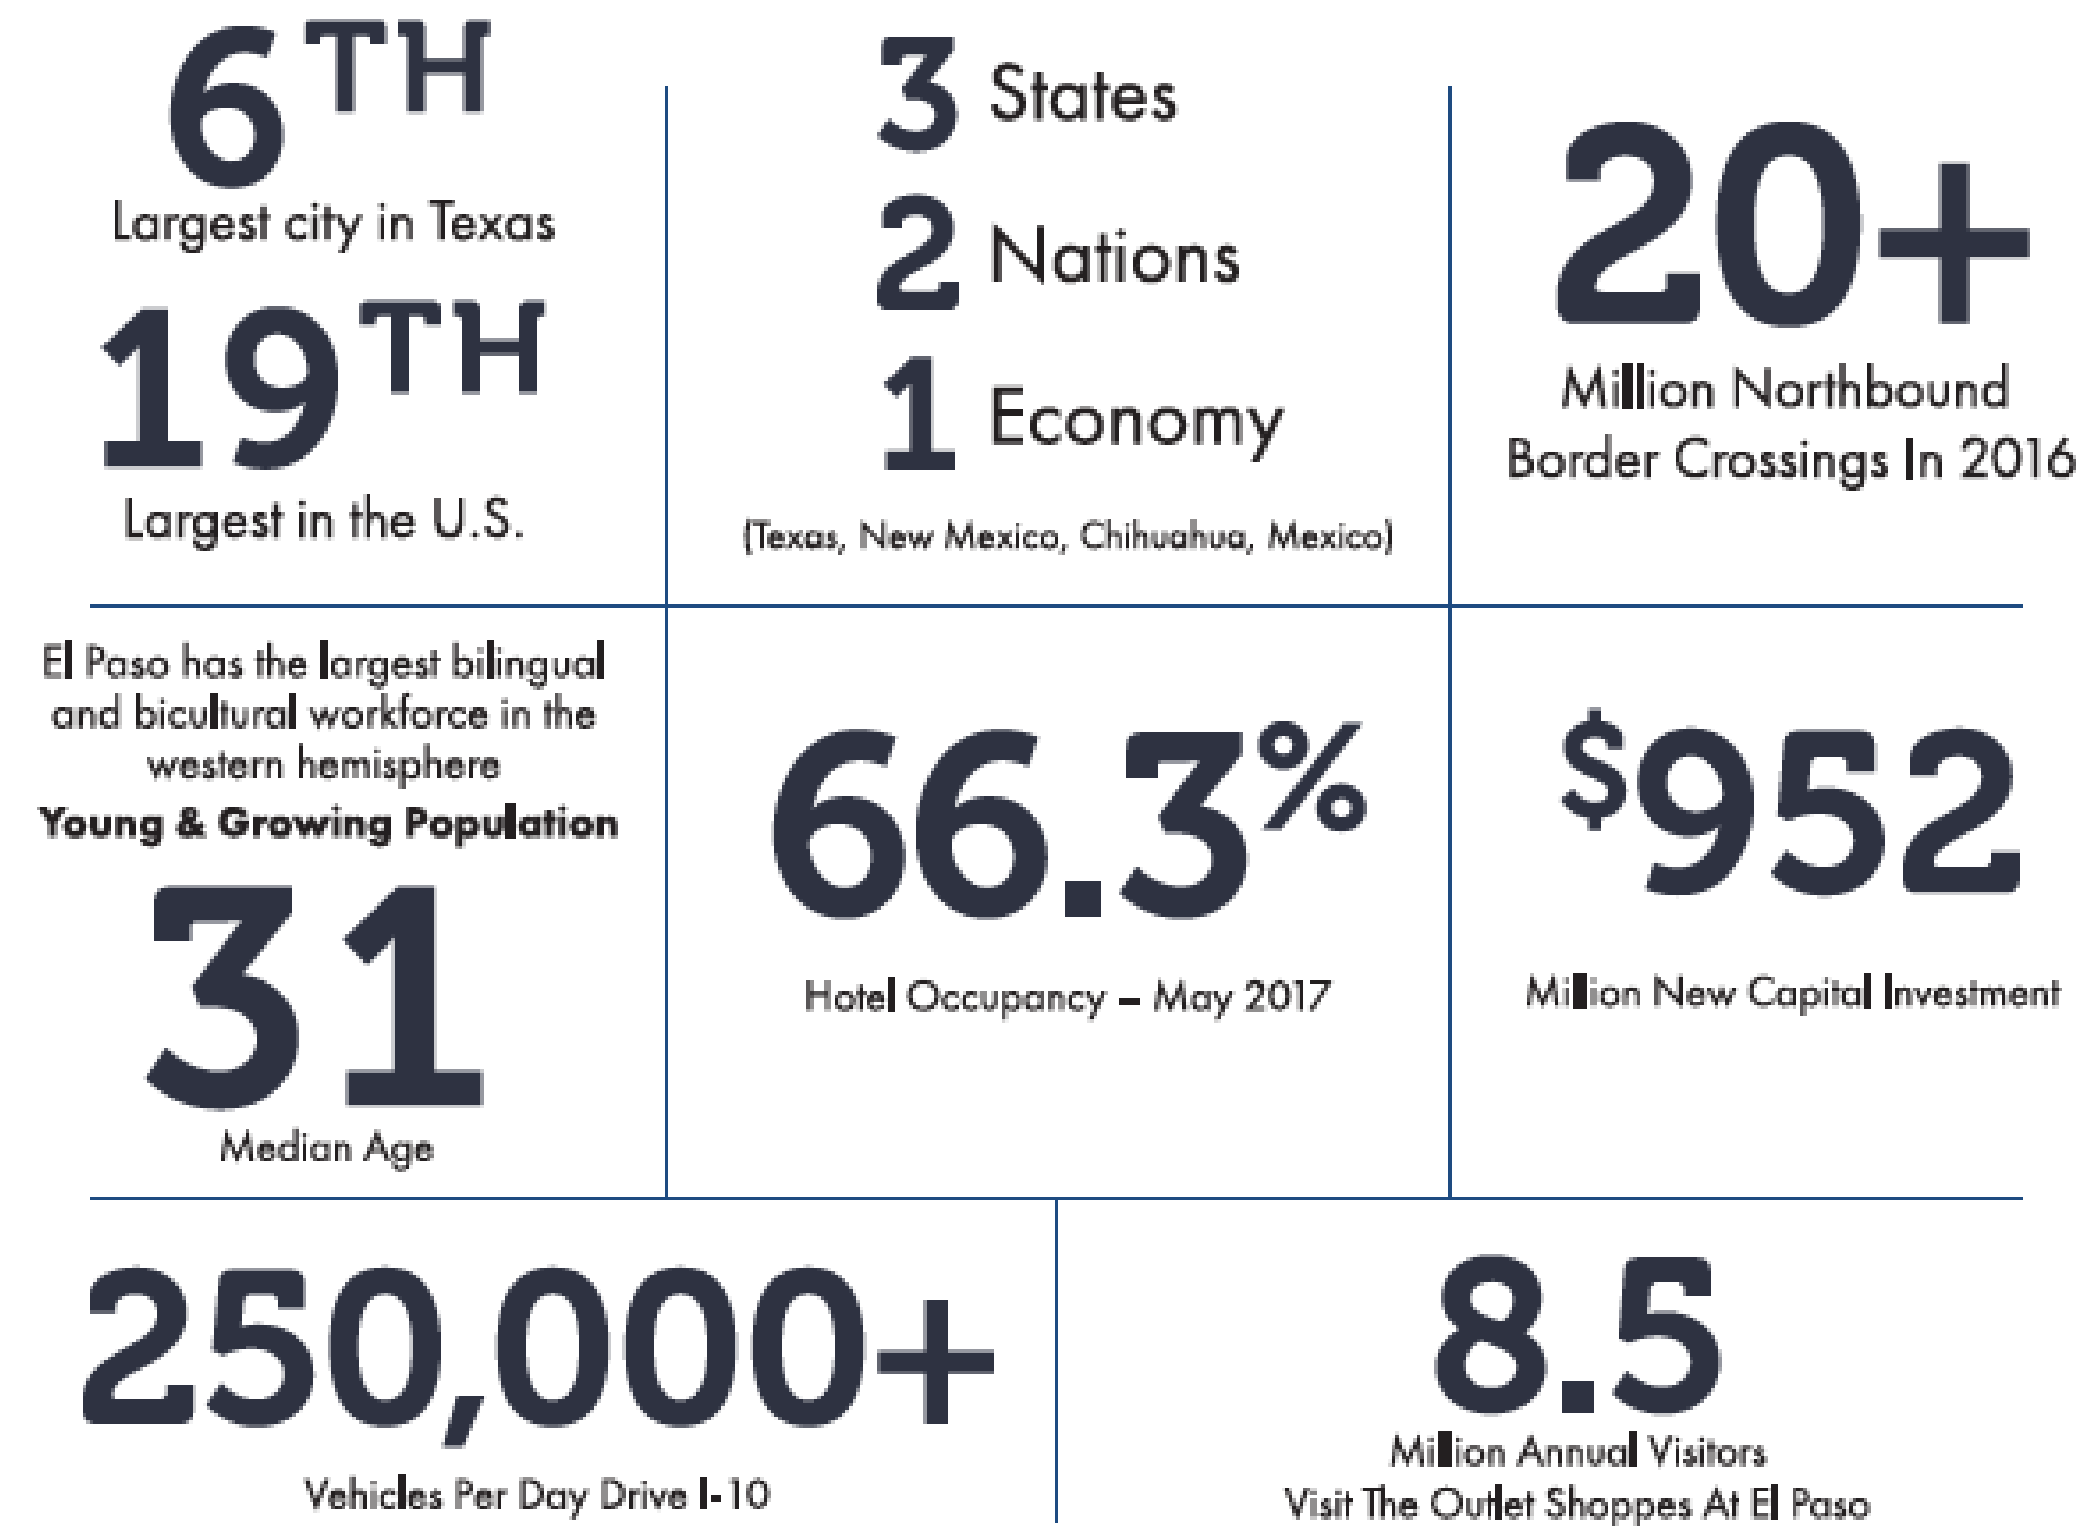 6TH
Largest city in Texas
19TH
Largest in the U.S.
3 States
2 Nations
1 Economy
(Texas, New Mexico, Chihuahua, Mexico)
20+
Million Northbound
Border Crossings In 2016
El Paso has the largest bilingual
and bicultural workforce in the
western hemisphere
Young & Growing Population
31
Median Age
66.3%
Hotel Occupancy – May 2017
$952
Million New Capital Investment
250,000+
Vehicles Per Day Drive I-10
8.5
Million Annual Visitors
Visit The Outlet Shoppes At El Paso